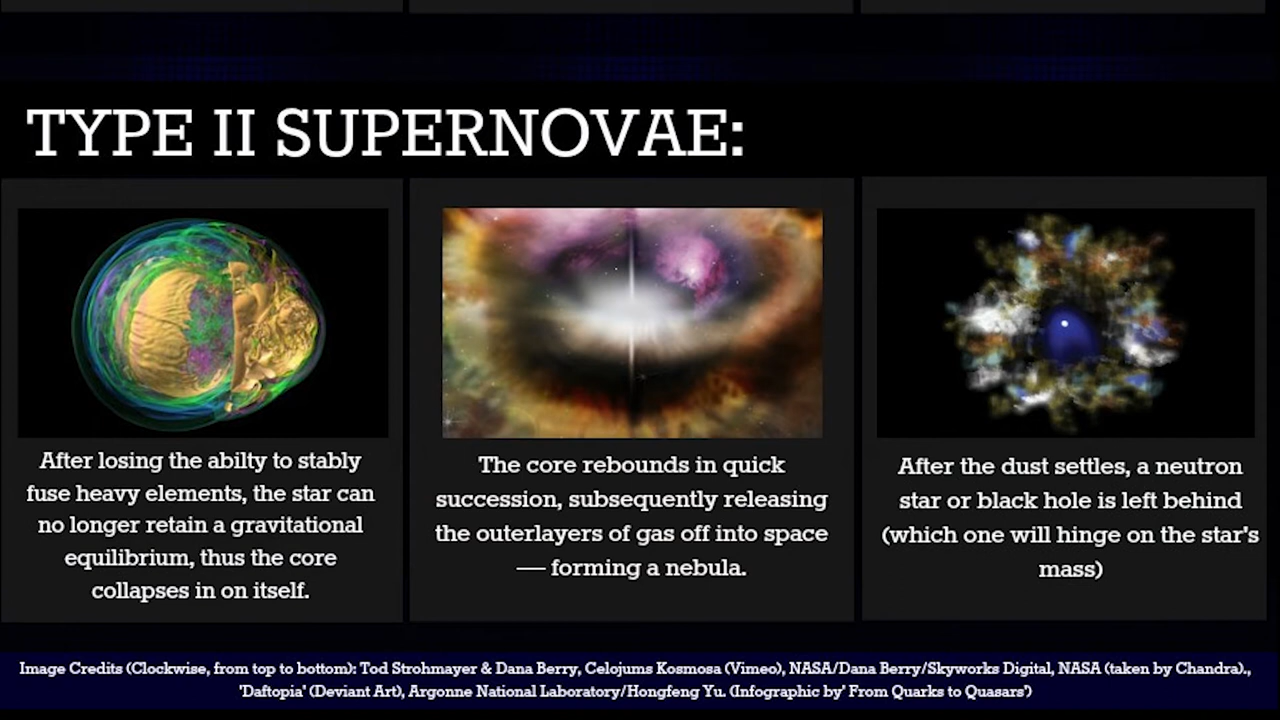 TYPE II SUPERNOVAE:
After losing the abilty to stably
fuse heavy elements, the star can
no longer retain a gravitational
equilibrium, thus the core
collapses in on itself.
The core rebounds in quick
succession, subsequently releasing
the outerlayers of gas off into space
— forming a nebula.
After the dust settles, a neutron
star or black hole is left behind
(which one will hinge on the star's
mass)
Image Credits (Clockwise, from top to bottom): Tod Strohmayer & Dana Berry, Celojums Kosmosa (Vimeo), NASA/Dana Berry/Skyworks Digital, NASA (taken by Chandra).,
'Daftopia' (Deviant Art), Argonne National Laboratory/Hongfeng Yu. (Infographic by' From Quarks to Quasars')